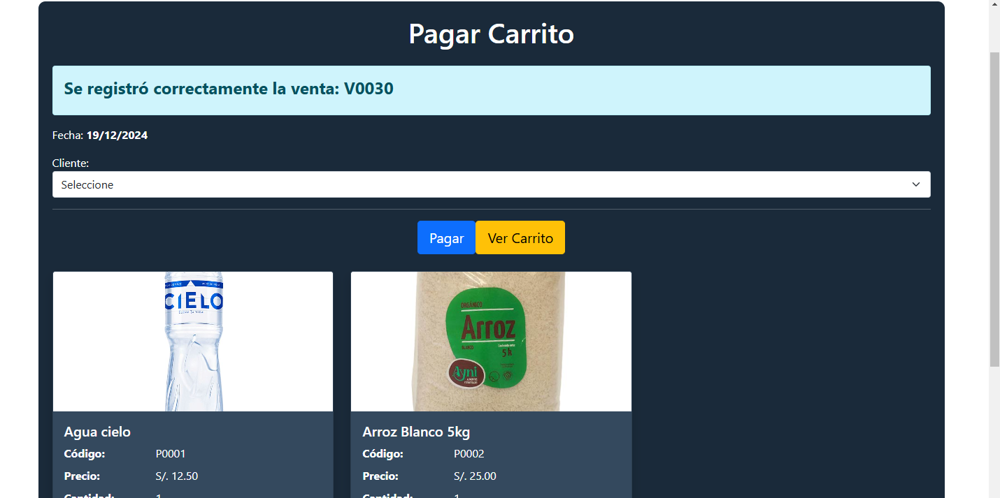 Pagar Carrito
Se registró correctamente la venta: V0030
Fecha: 19/12/2024
Cliente:
Seleccione
Pagar Ver Carrito
CIELO
ORGÁNICO
Arroz
BLANCO
5k
Ayni
Agua cielo
Código: P0001
Precio: S/. 12.50
Cantidad: 1
Arroz Blanco 5kg
Código: P0002
Precio: S/. 25.00
Cantidad: 1